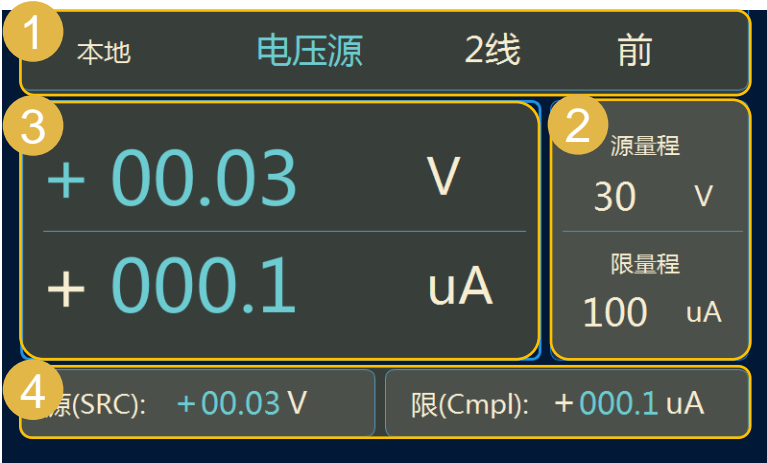 1
本地 电压源 2线 前
3
+ 00.03 V
+ 000.1 uA
2
源量程
30 V
限量程
100 uA
4
源(SRC): +00.03 V
限(Cmpl): +000.1 uA